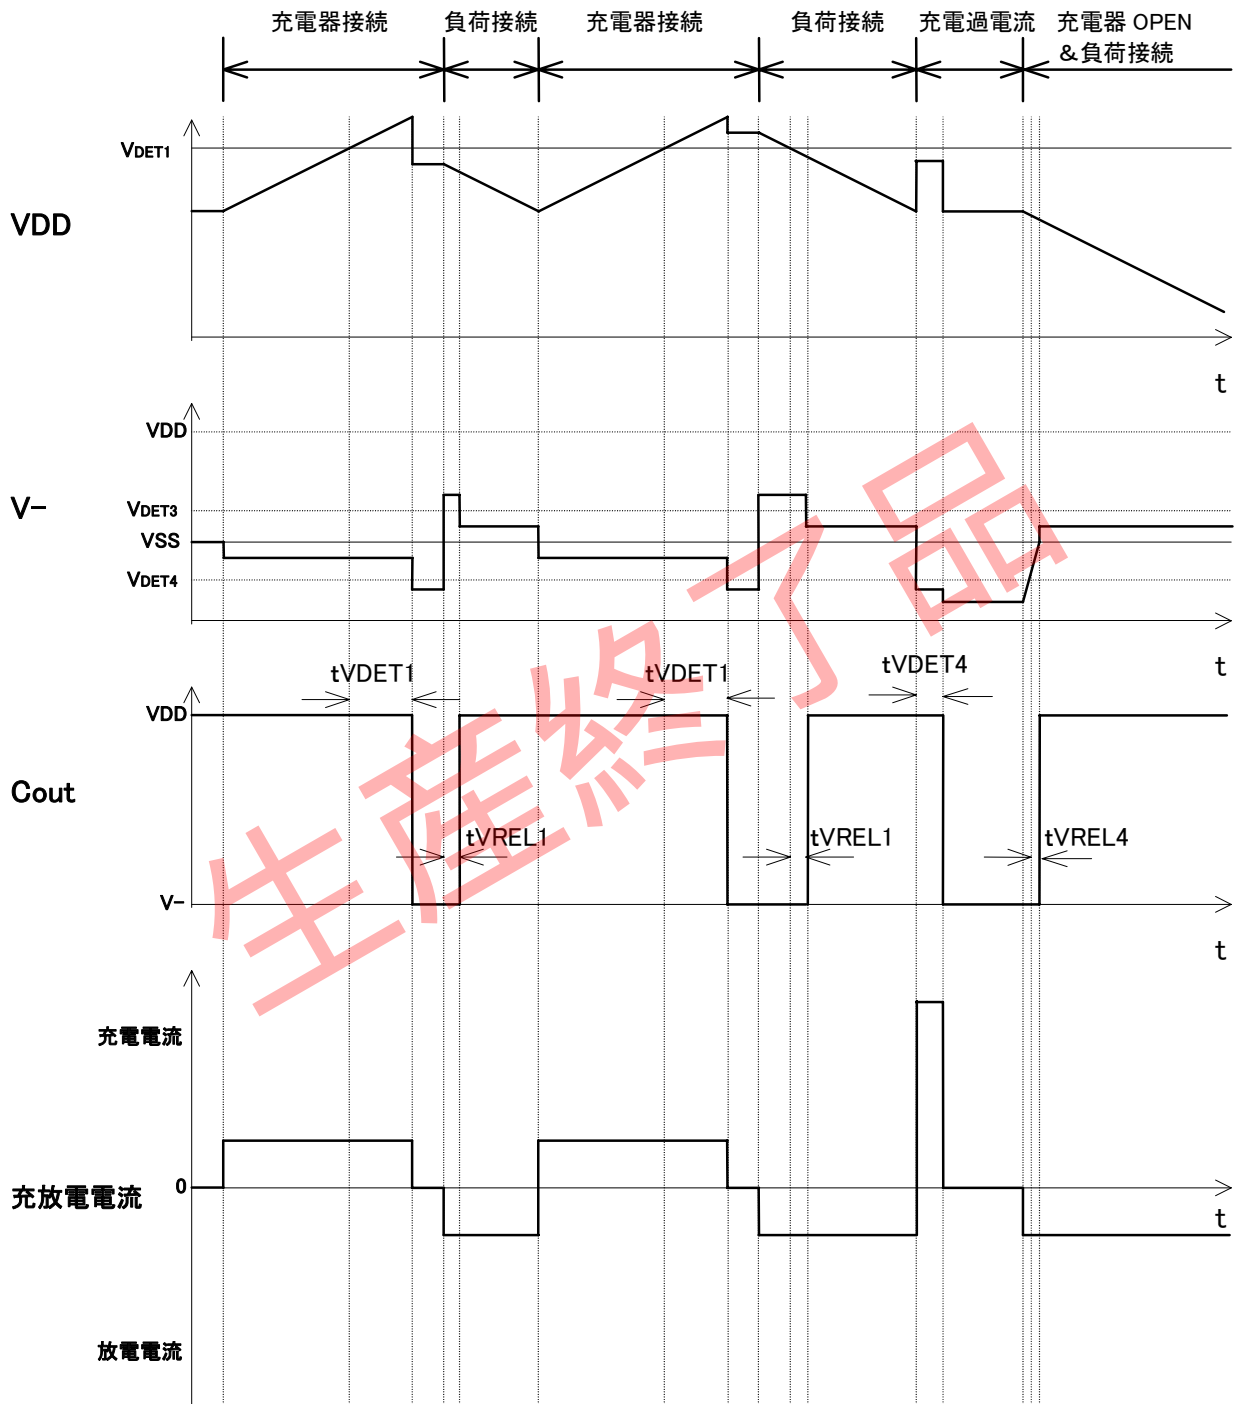 充電器接続 負荷接続 充電器接続 負荷接続 充電過電流 充電器 OPEN
&負荷接続
VDET1
VDD
t
VDD
V-
VDET3
VSS
VDET4
t
tVDET1 tVDET1 tVDET4
VDD
Cout
tVREL1 tVREL1 tVREL4
V-
t
充電電流
充放電電流
0
t
放電電流
生産終了品